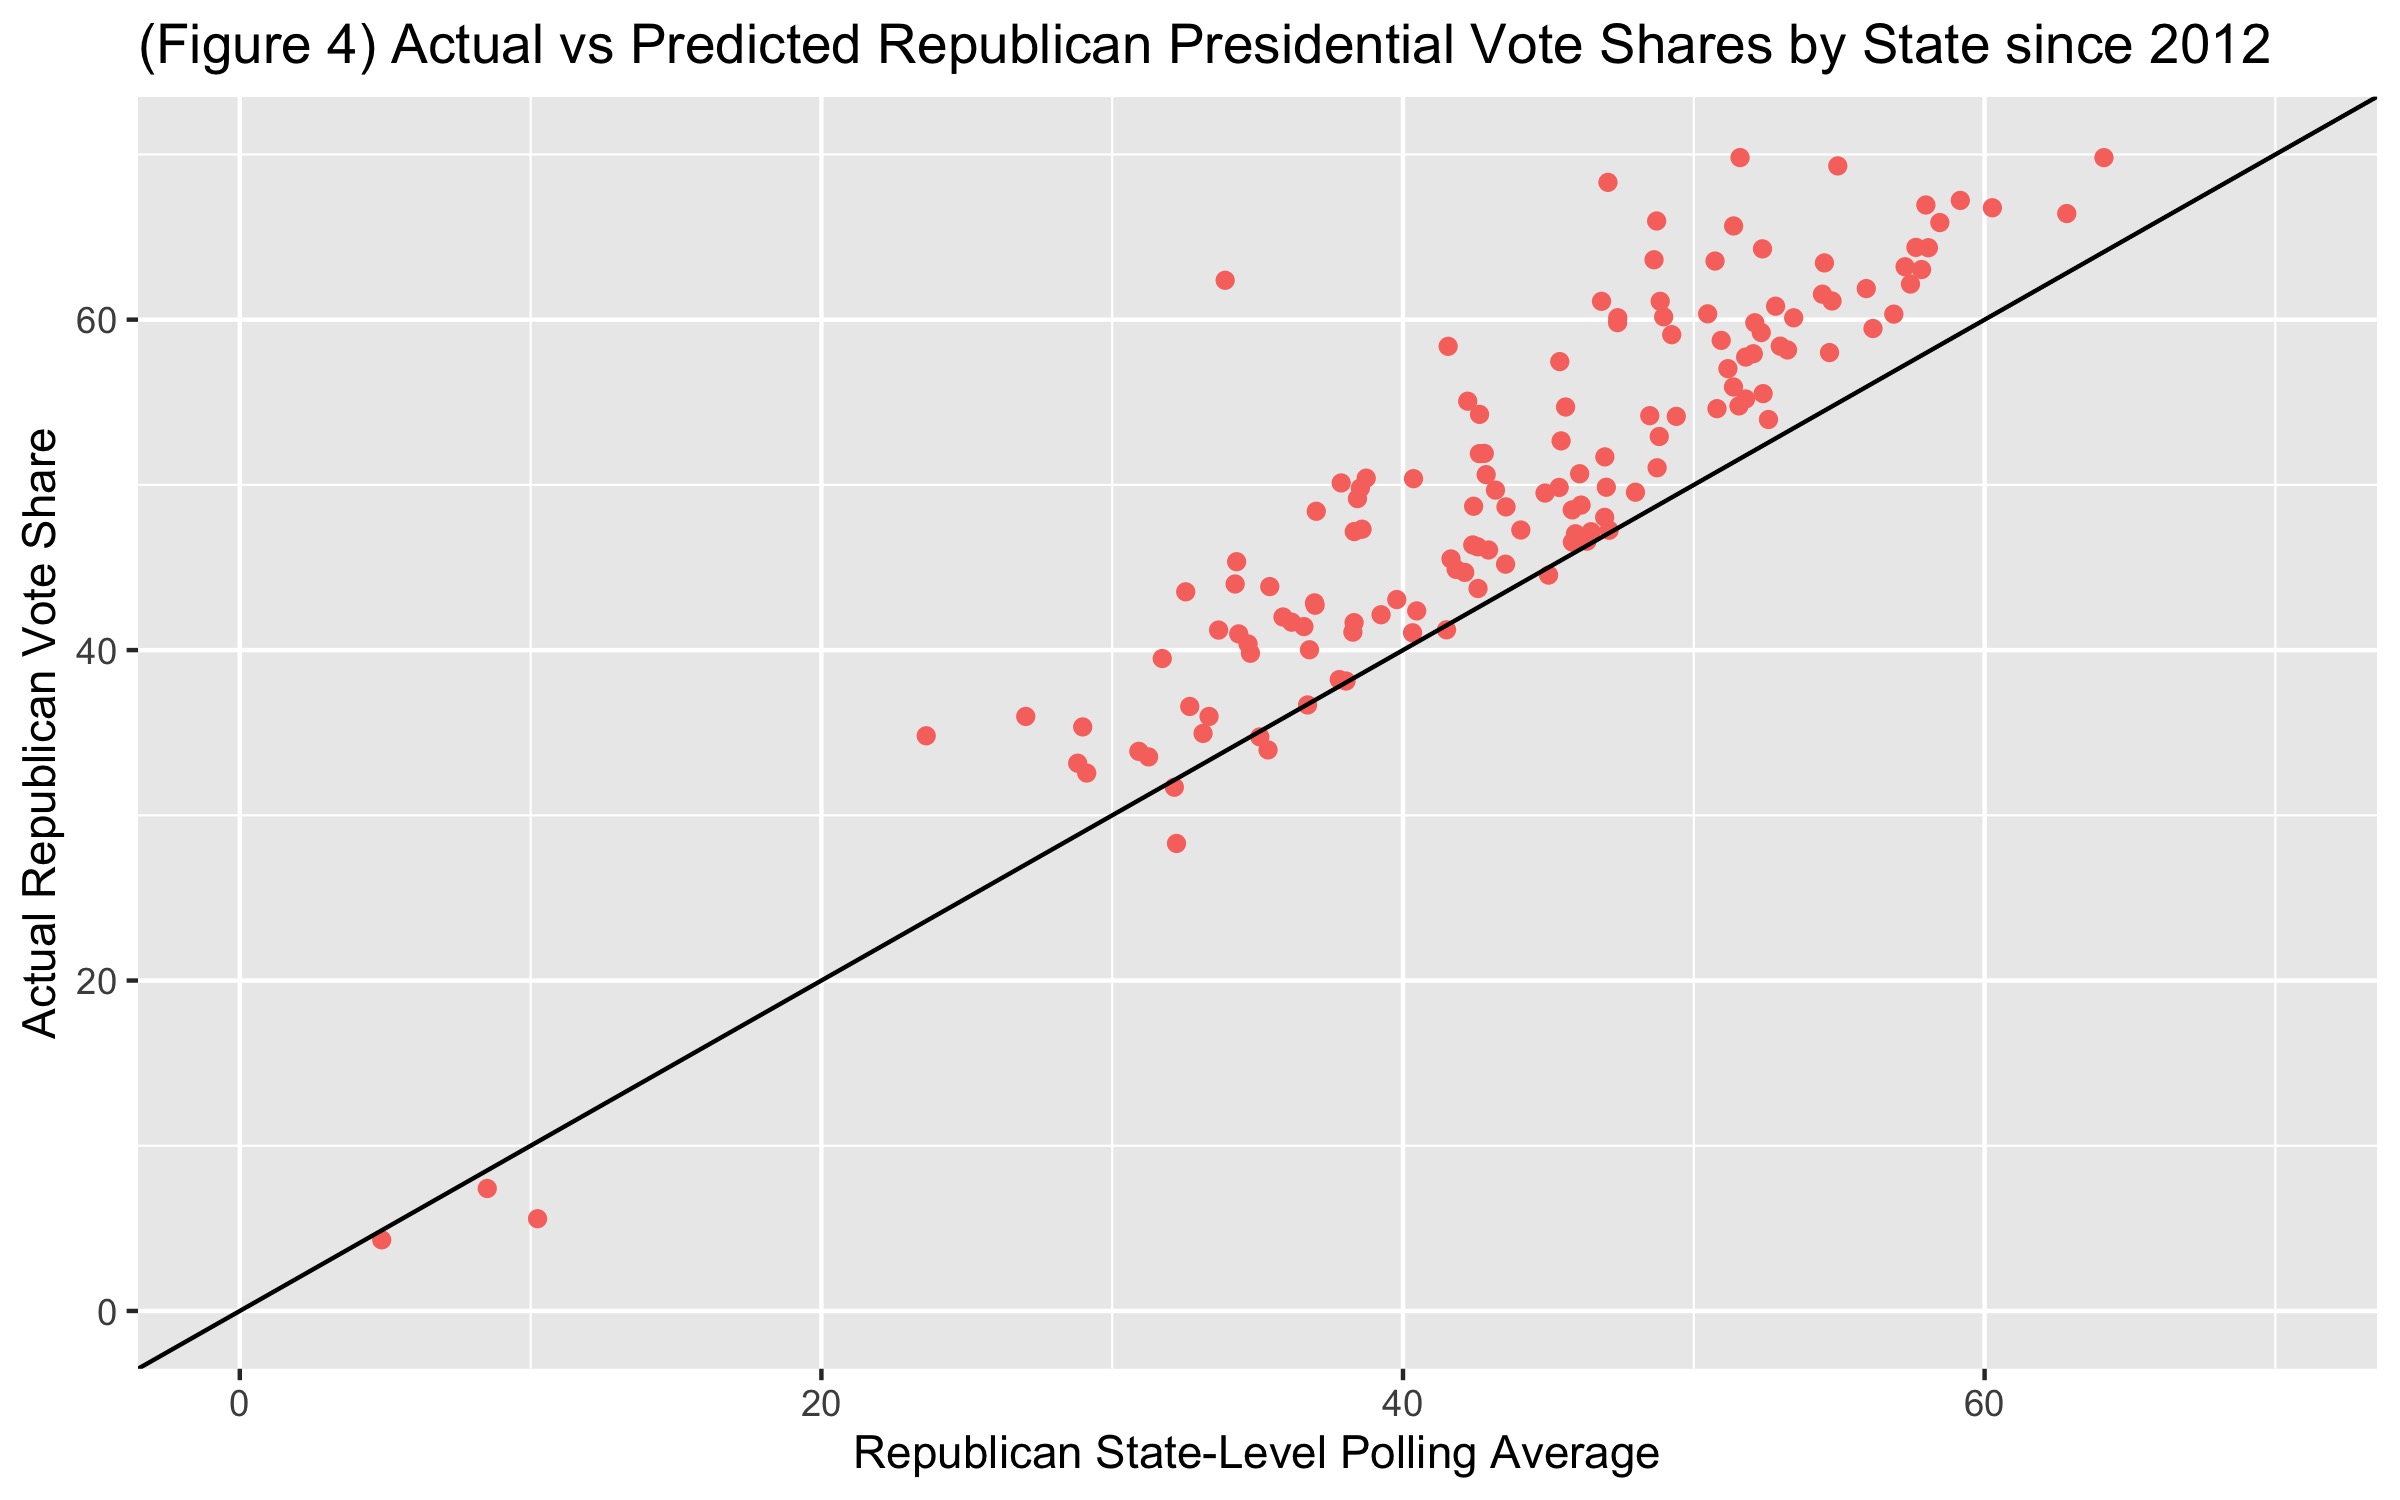 (Figure 4) Actual vs Predicted Republican Presidential Vote Shares by State since 2012
Actual Republican Vote Share
60
40
20
0
0 20 40 60
Republican State-Level Polling Average